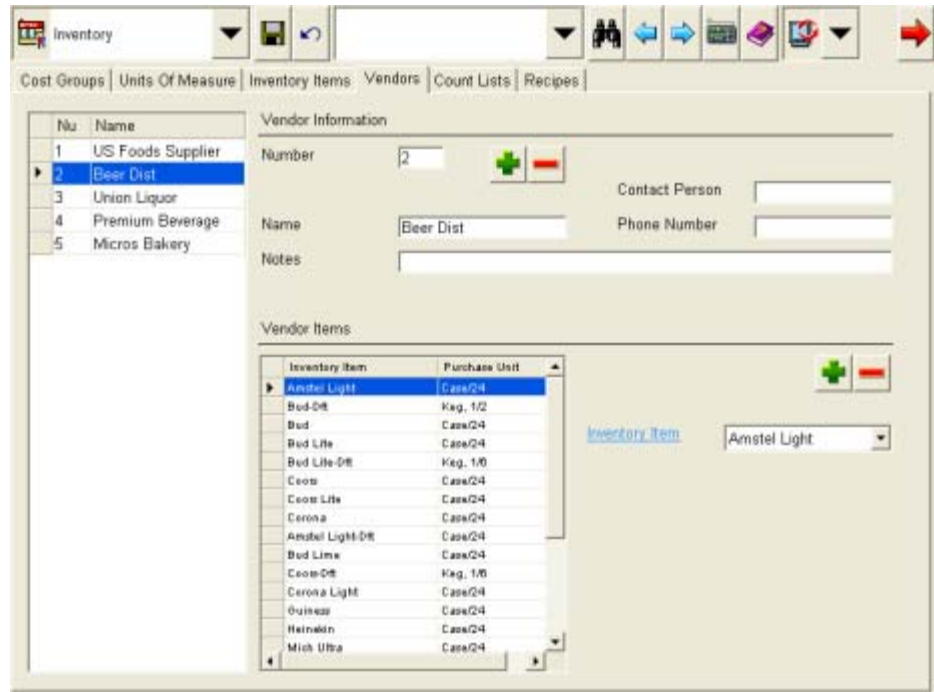 Inventory
Cost Groups Units Of Measure Inventory Items Vendors Count Lists Recipes
Nu Name
1 US Foods Supplier
2 Beer Dist
3 Union Liquor
4 Premium Beverage
5 Micros Bakery
Vendor Information
Number 2
Contact Person
Name Beer Dist Phone Number
Notes
Vendor Items
Inventory Item Purchase Unit
Amstel Light Case/24
Bud-Dft Keg, 1/2
Bud Case/24
Bud Lite Case/24
Bud Lite-Dft Keg, 1/6
Coors Case/24
Coors Lite Case/24
Corona Case/24
Amstel Light-Dft Case/24
Bud Lime Case/24
Coors-Dft Keg, 1/6
Corona Light Case/24
Guiness Case/24
Heinekin Case/24
Mich Ultra Case/24
Inventory Item Amstel Light